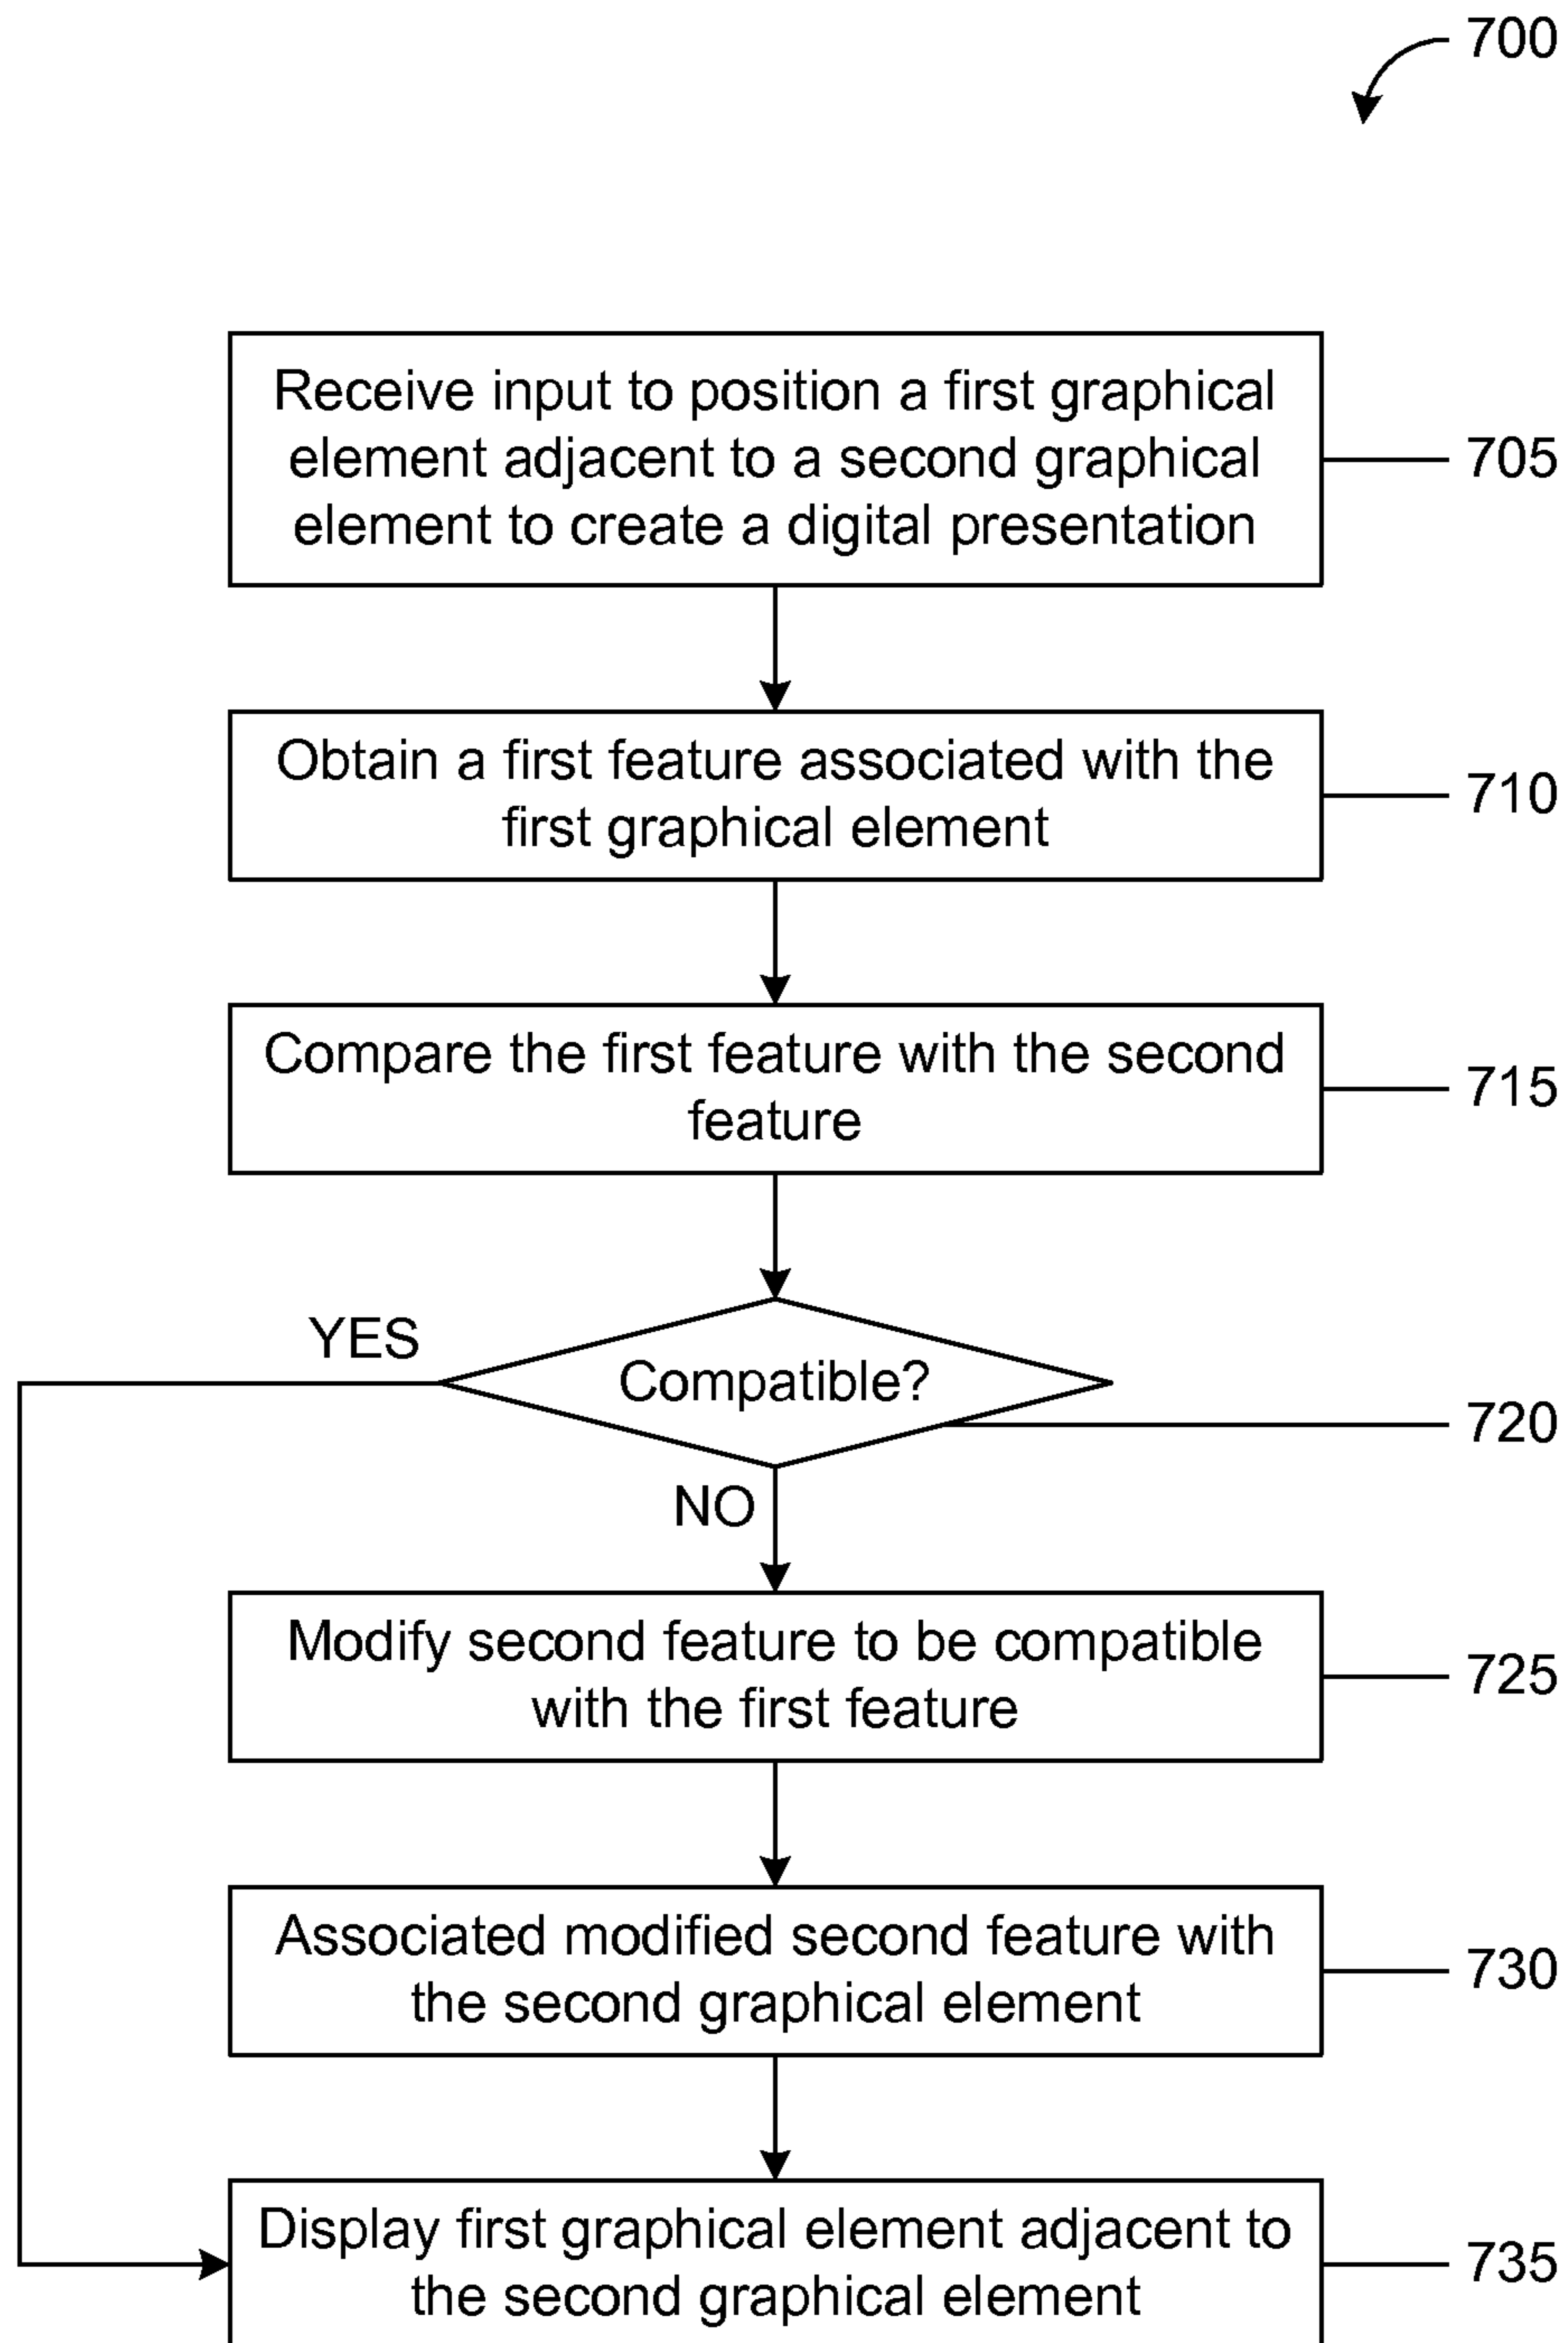 700
Receive input to position a first graphical
element adjacent to a second graphical
element to create a digital presentation
705
Obtain a first feature associated with the
first graphical element
710
Compare the first feature with the second
feature
715
YES
Compatible?
720
NO
Modify second feature to be compatible
with the first feature
725
Associated modified second feature with
the second graphical element
730
Display first graphical element adjacent to
the second graphical element
735